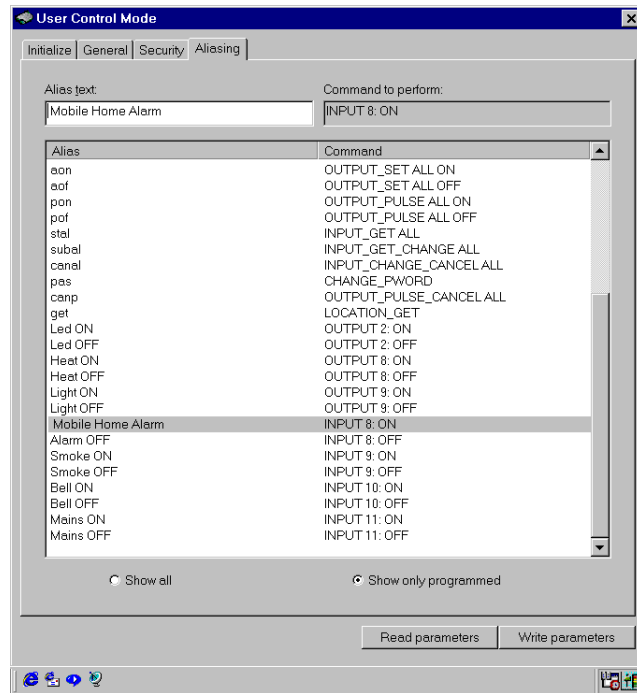 User Control Mode
Initialize General Security Aliasing
Alias text: Command to perform:
Mobile Home Alarm INPUT 8: ON
Alias Command
aon OUTPUT_SET ALL ON
aof OUTPUT_SET ALL OFF
pon OUTPUT_PULSE ALL ON
pof OUTPUT_PULSE ALL OFF
stal INPUT_GET ALL
subal INPUT_GET_CHANGE ALL
canal INPUT_CHANGE_CANCEL ALL
pas CHANGE_PWORD
canp OUTPUT_PULSE_CANCEL ALL
get LOCATION_GET
Led ON OUTPUT 2: ON
Led OFF OUTPUT 2: OFF
Heat ON OUTPUT 8: ON
Heat OFF OUTPUT 8: OFF
Light ON OUTPUT 9: ON
Light OFF OUTPUT 9: OFF
Mobile Home Alarm INPUT 8: ON
Alarm OFF INPUT 8: OFF
Smoke ON INPUT 9: ON
Smoke OFF INPUT 9: OFF
Bell ON INPUT 10: ON
Bell OFF INPUT 10: OFF
Mains ON INPUT 11: ON
Mains OFF INPUT 11: OFF
Show all Show only programmed
Read parameters Write parameters